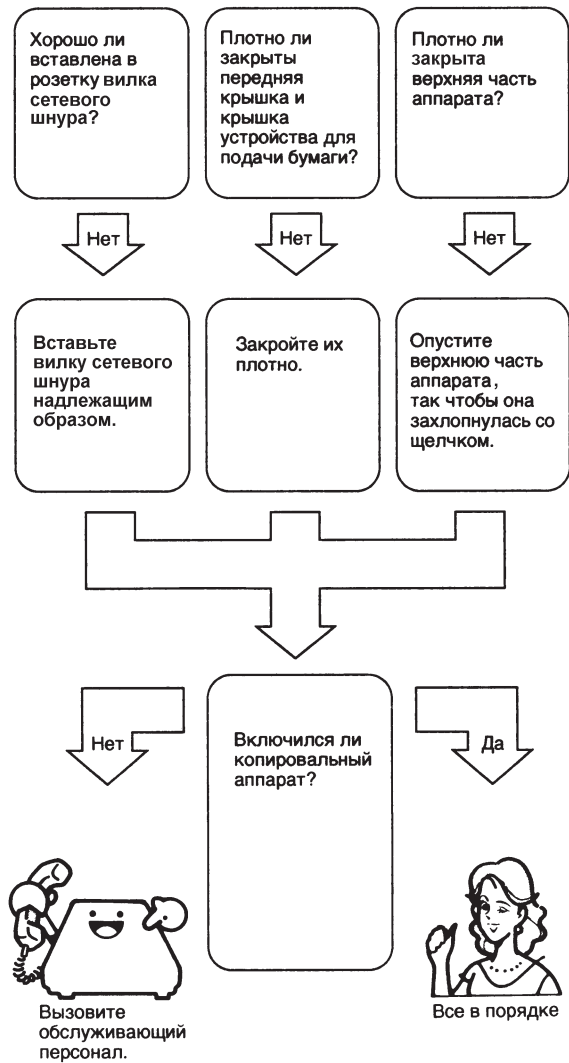 Хорошо ли
вставлена в
розетку вилка
сетевого
шнура?
Плотно ли
закрыты
передняя
крышка и
крышка
устройства для
подачи бумаги?
Плотно ли
закрыта
верхняя часть
аппарата?
Нет
Нет
Нет
Вставьте
вилку сетевого
шнура
надлежащим
образом.
Закройте их
плотно.
Опустите
верхнюю часть
аппарата,
так чтобы она
захлопнулась со
щелчком.
Нет
Включился ли
копировальный
аппарат?
Да
Вызовите
обслуживающий
персонал.
Все в порядке